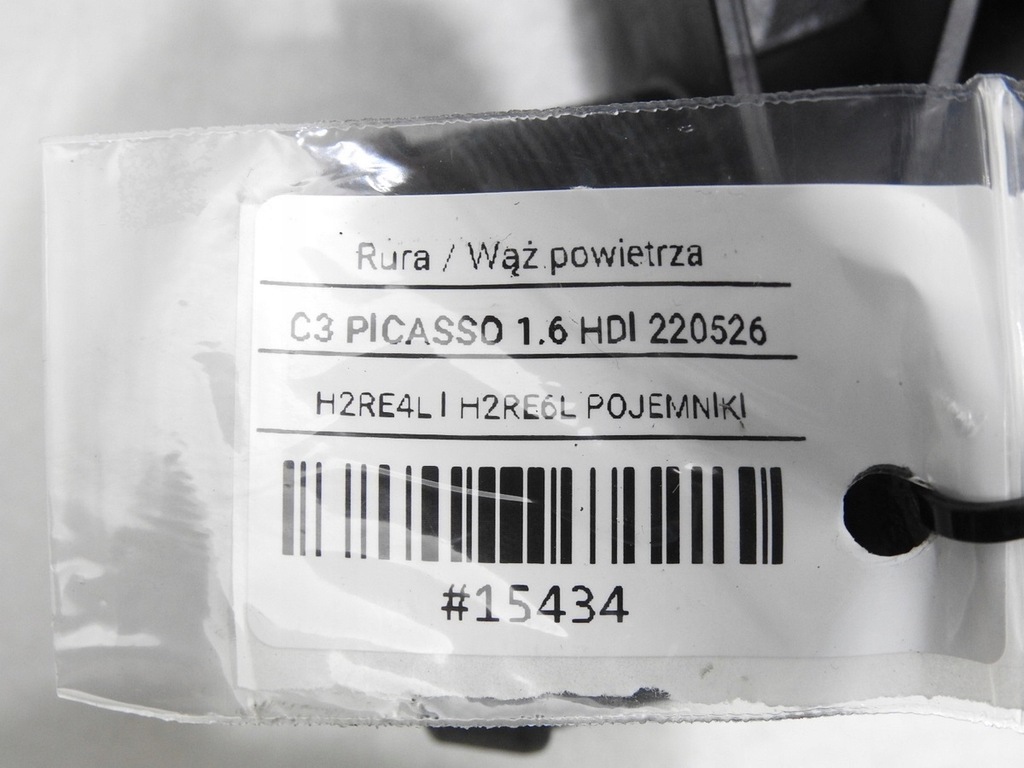 Rura / Wąż powietrza
C3 PICASSO 1.6 HDI 220526
H2RE4L I H2RE6L POJEMNIKI
#15434